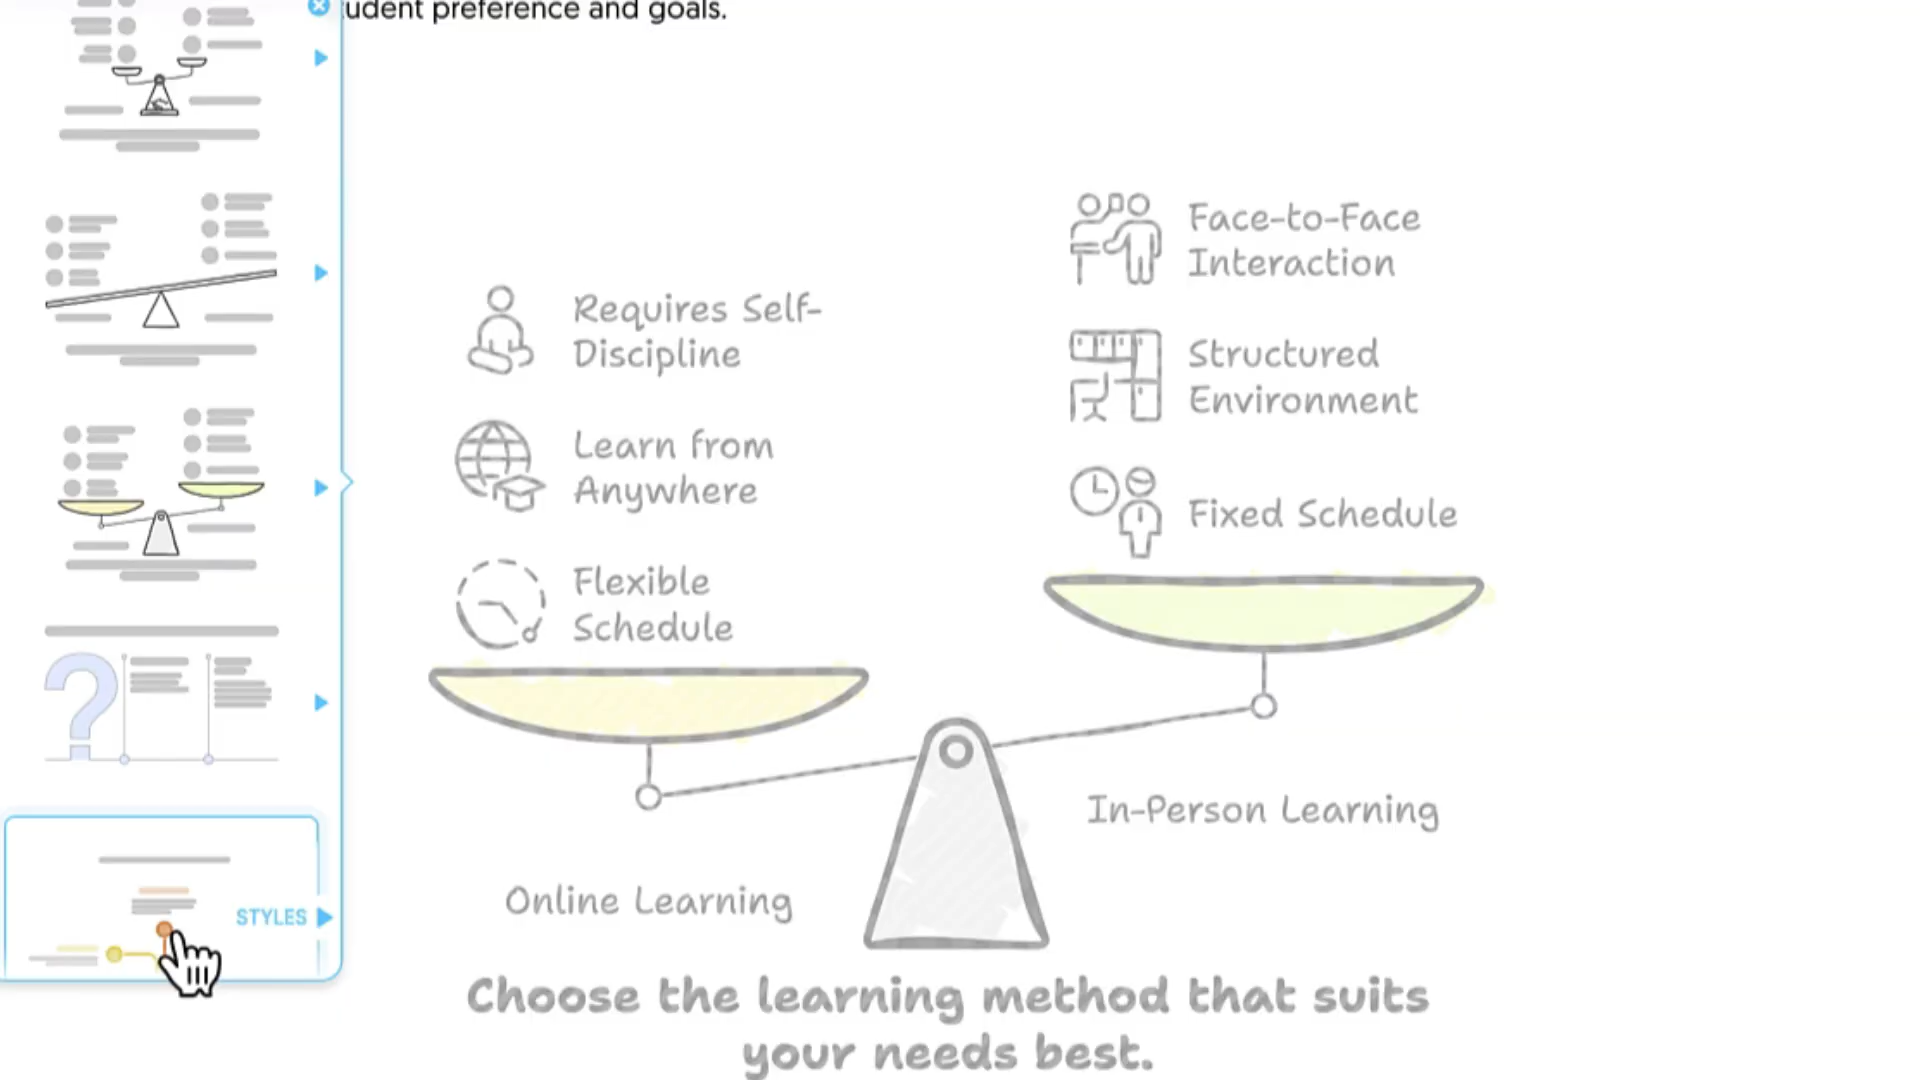 udent preference and goals.
Face-to-Face
Interaction
Requires Self-
Discipline
Structured
Environment
Learn from
Anywhere
Fixed Schedule
Flexible
Schedule
In-Person Learning
Online Learning
STYLES
Choose the learning method that suits
your needs best.